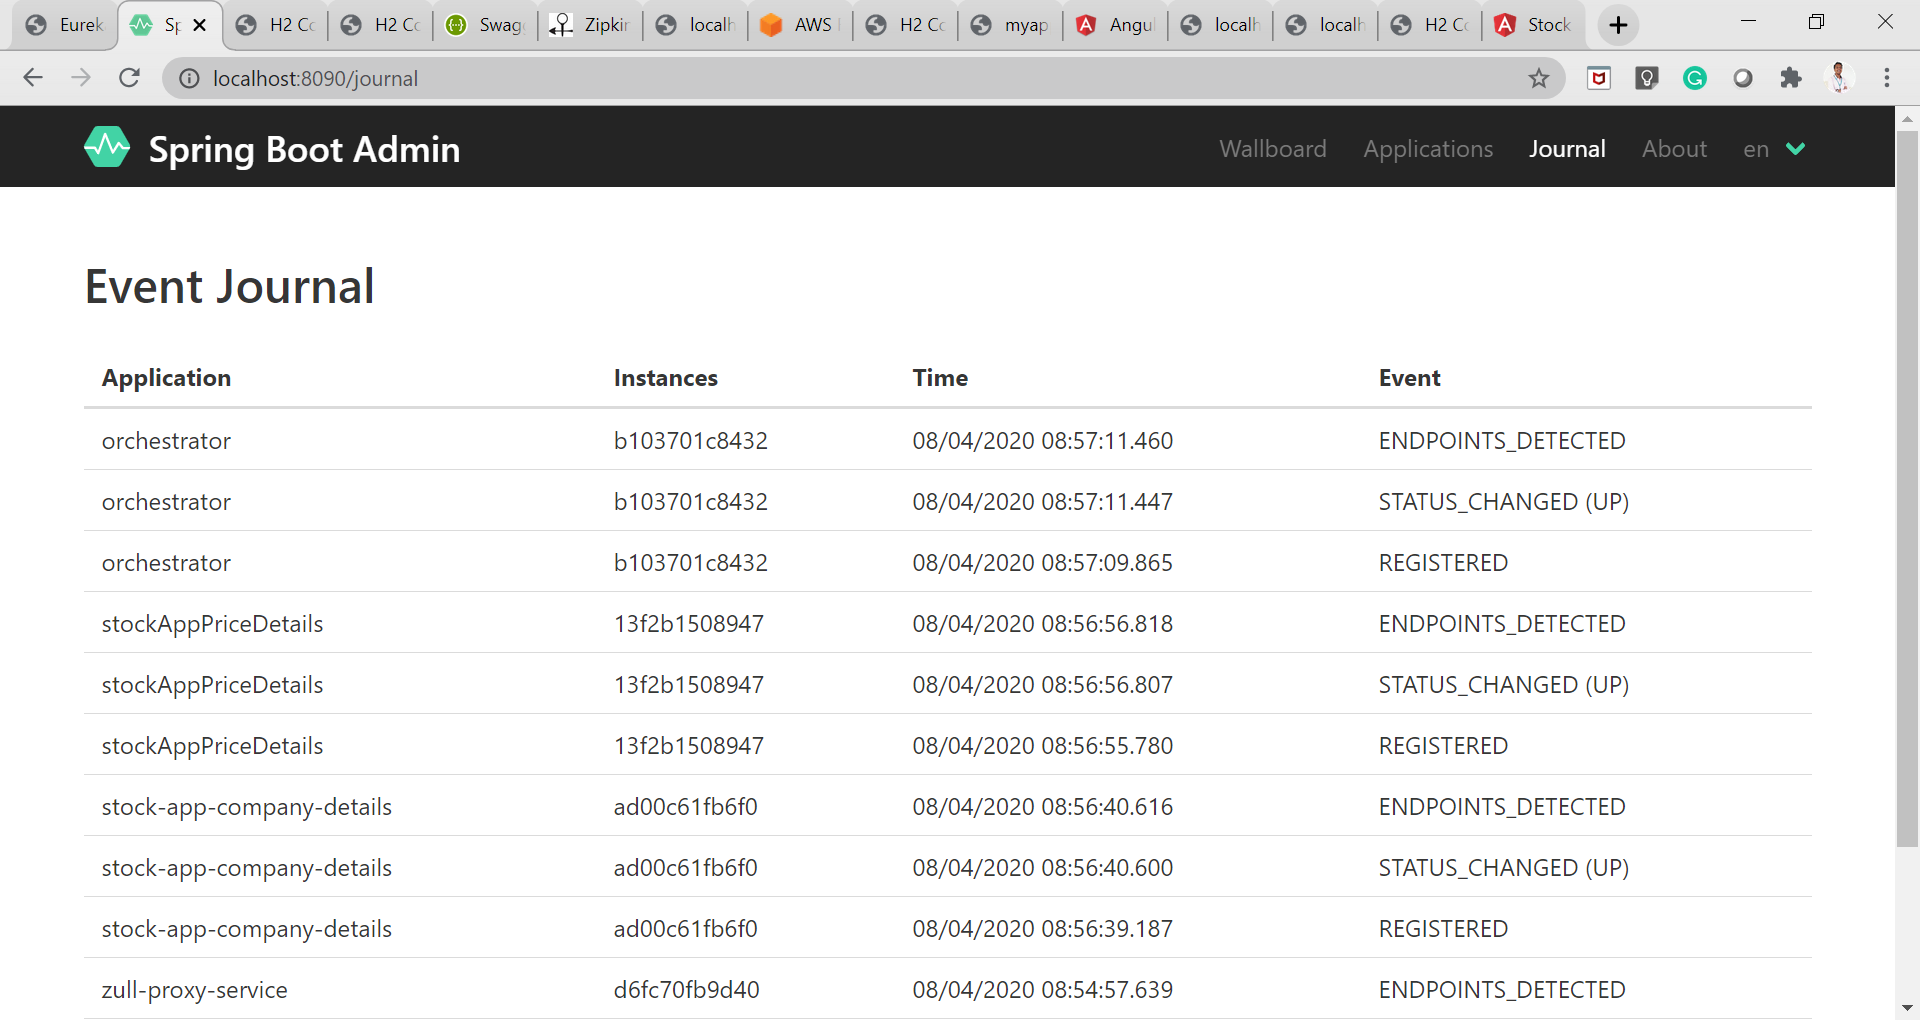 Eurek Sp H2 Co H2 Co Swag Zipkin localh AWS H2 Co myap Angul localh localh H2 Co Stock
localhost:8090/journal
Spring Boot Admin Wallboard Applications Journal About en
Event Journal
Application Instances Time Event
orchestrator b103701c8432 08/04/2020 08:57:11.460 ENDPOINTS_DETECTED
orchestrator b103701c8432 08/04/2020 08:57:11.447 STATUS_CHANGED (UP)
orchestrator b103701c8432 08/04/2020 08:57:09.865 REGISTERED
stockAppPriceDetails 13f2b1508947 08/04/2020 08:56:56.818 ENDPOINTS_DETECTED
stockAppPriceDetails 13f2b1508947 08/04/2020 08:56:56.807 STATUS_CHANGED (UP)
stockAppPriceDetails 13f2b1508947 08/04/2020 08:56:55.780 REGISTERED
stock-app-company-details ad00c61fb6f0 08/04/2020 08:56:40.616 ENDPOINTS_DETECTED
stock-app-company-details ad00c61fb6f0 08/04/2020 08:56:40.600 STATUS_CHANGED (UP)
stock-app-company-details ad00c61fb6f0 08/04/2020 08:56:39.187 REGISTERED
zull-proxy-service d6fc70fb9d40 08/04/2020 08:54:57.639 ENDPOINTS_DETECTED